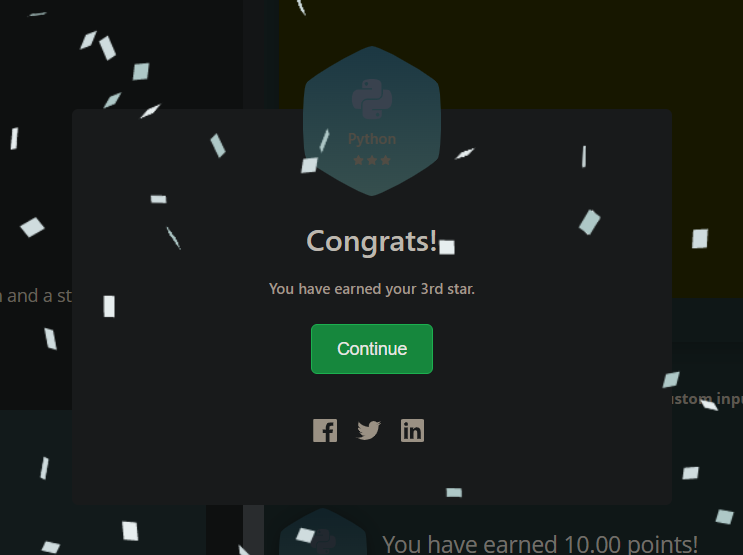 Python
Congrats!
You have earned your 3rd star.
and a st
Continue
ustom inpu
You have earned 10.00 points!